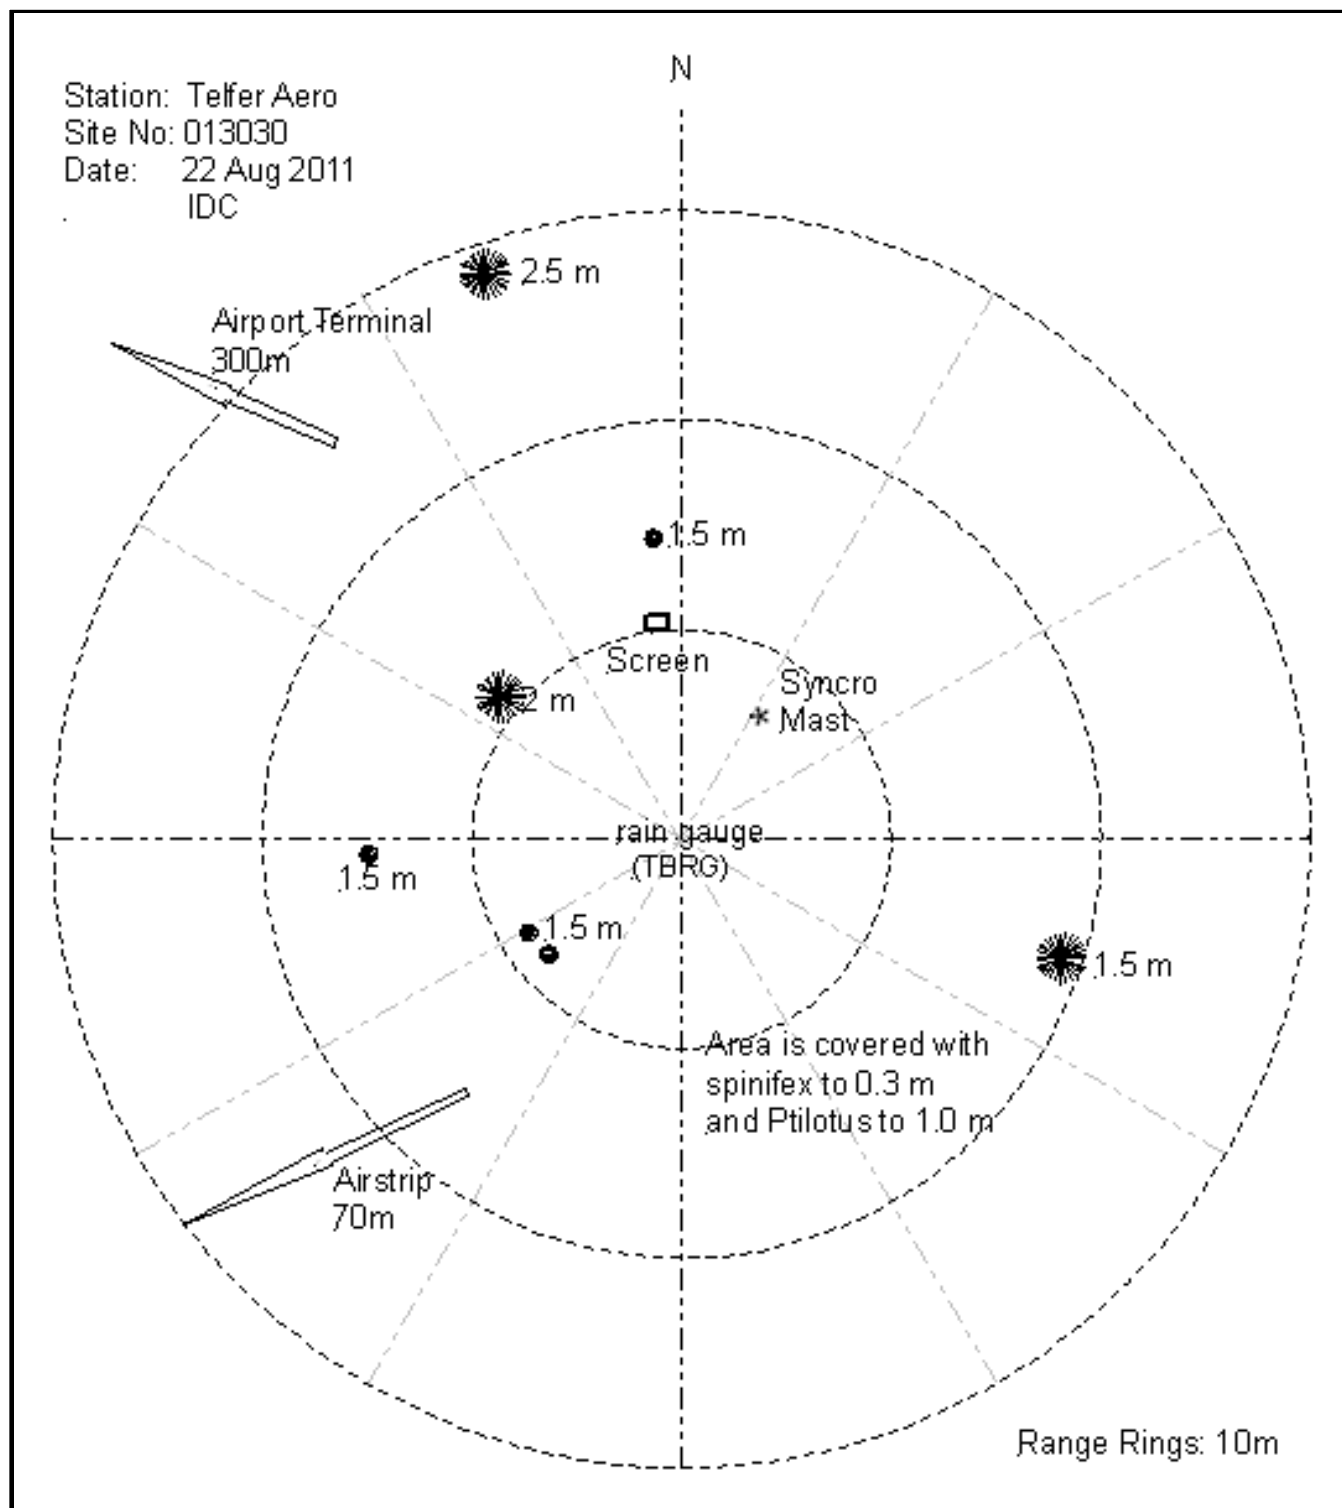 N
Station: Telfer Aero
Site No: 013030
Date: 22 Aug 2011
IDC
2.5 m
Airport Terminal
300m
1.5 m
Screen
Syncro
Mast
2 m
rain gauge
(TBRG)
1.5 m
1.5 m
1.5 m
Area is covered with
spinifex to 0.3 m
and Ptilotus to 1.0 m
Airstrip
70m
Range Rings: 10m